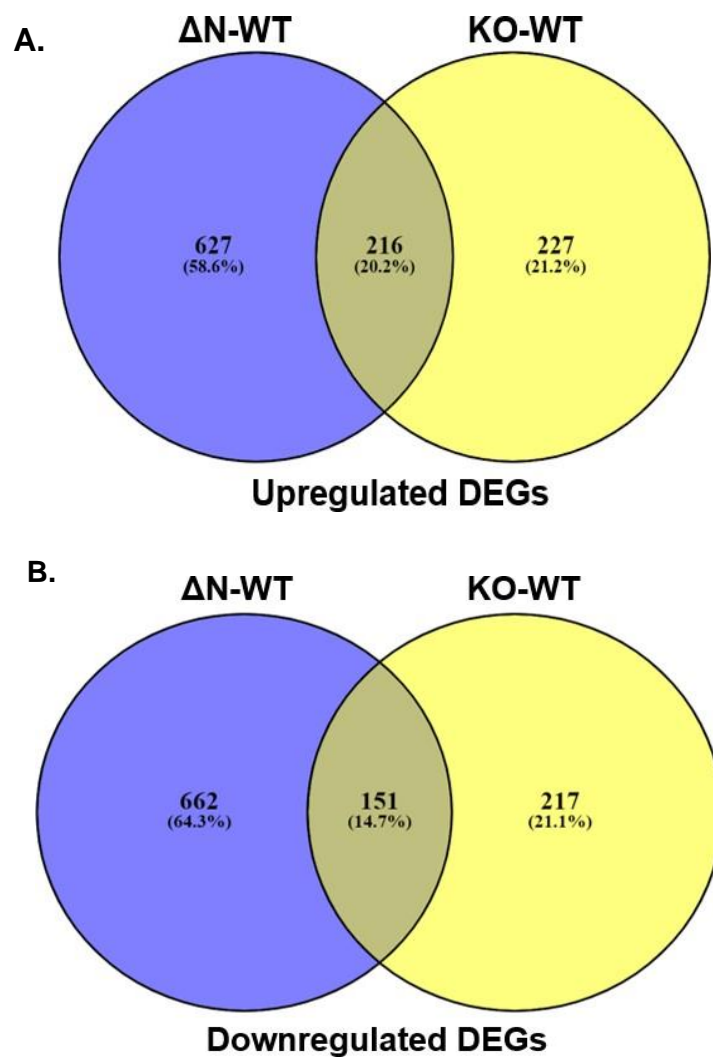 A.
ΔN-WT KO-WT
627 216 227
(58.6%) (20.2%) (21.2%)
Upregulated DEGs
B.
ΔN-WT KO-WT
662 151 217
(64.3%) (14.7%) (21.1%)
Downregulated DEGs